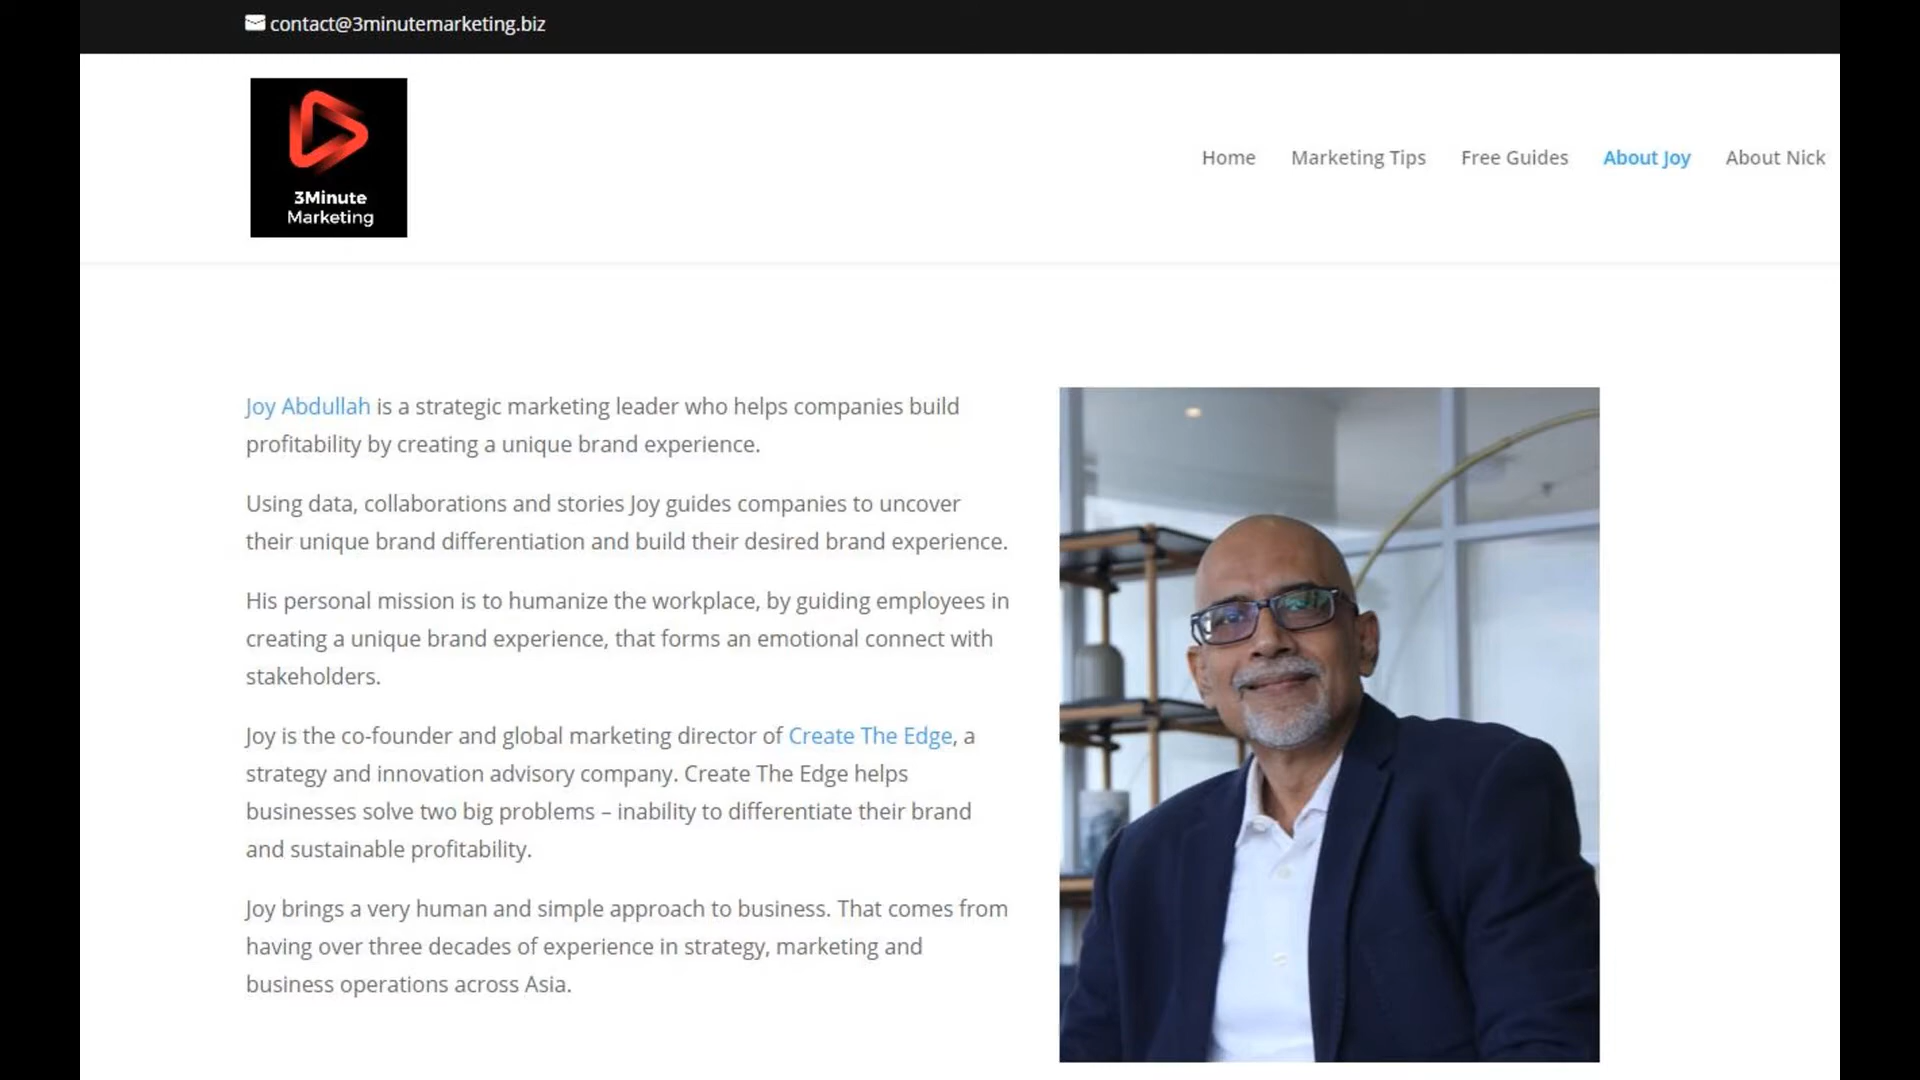 contact@3minutemarketing.biz
3Minute
Marketing
Home Marketing Tips Free Guides About Joy About Nick
Joy Abdullah is a strategic marketing leader who helps companies build
profitability by creating a unique brand experience.
Using data, collaborations and stories Joy guides companies to uncover
their unique brand differentiation and build their desired brand experience.
His personal mission is to humanize the workplace, by guiding employees in
creating a unique brand experience, that forms an emotional connect with
stakeholders.
Joy is the co-founder and global marketing director of Create The Edge, a
strategy and innovation advisory company. Create The Edge helps
businesses solve two big problems – inability to differentiate their brand
and sustainable profitability.
Joy brings a very human and simple approach to business. That comes from
having over three decades of experience in strategy, marketing and
business operations across Asia.